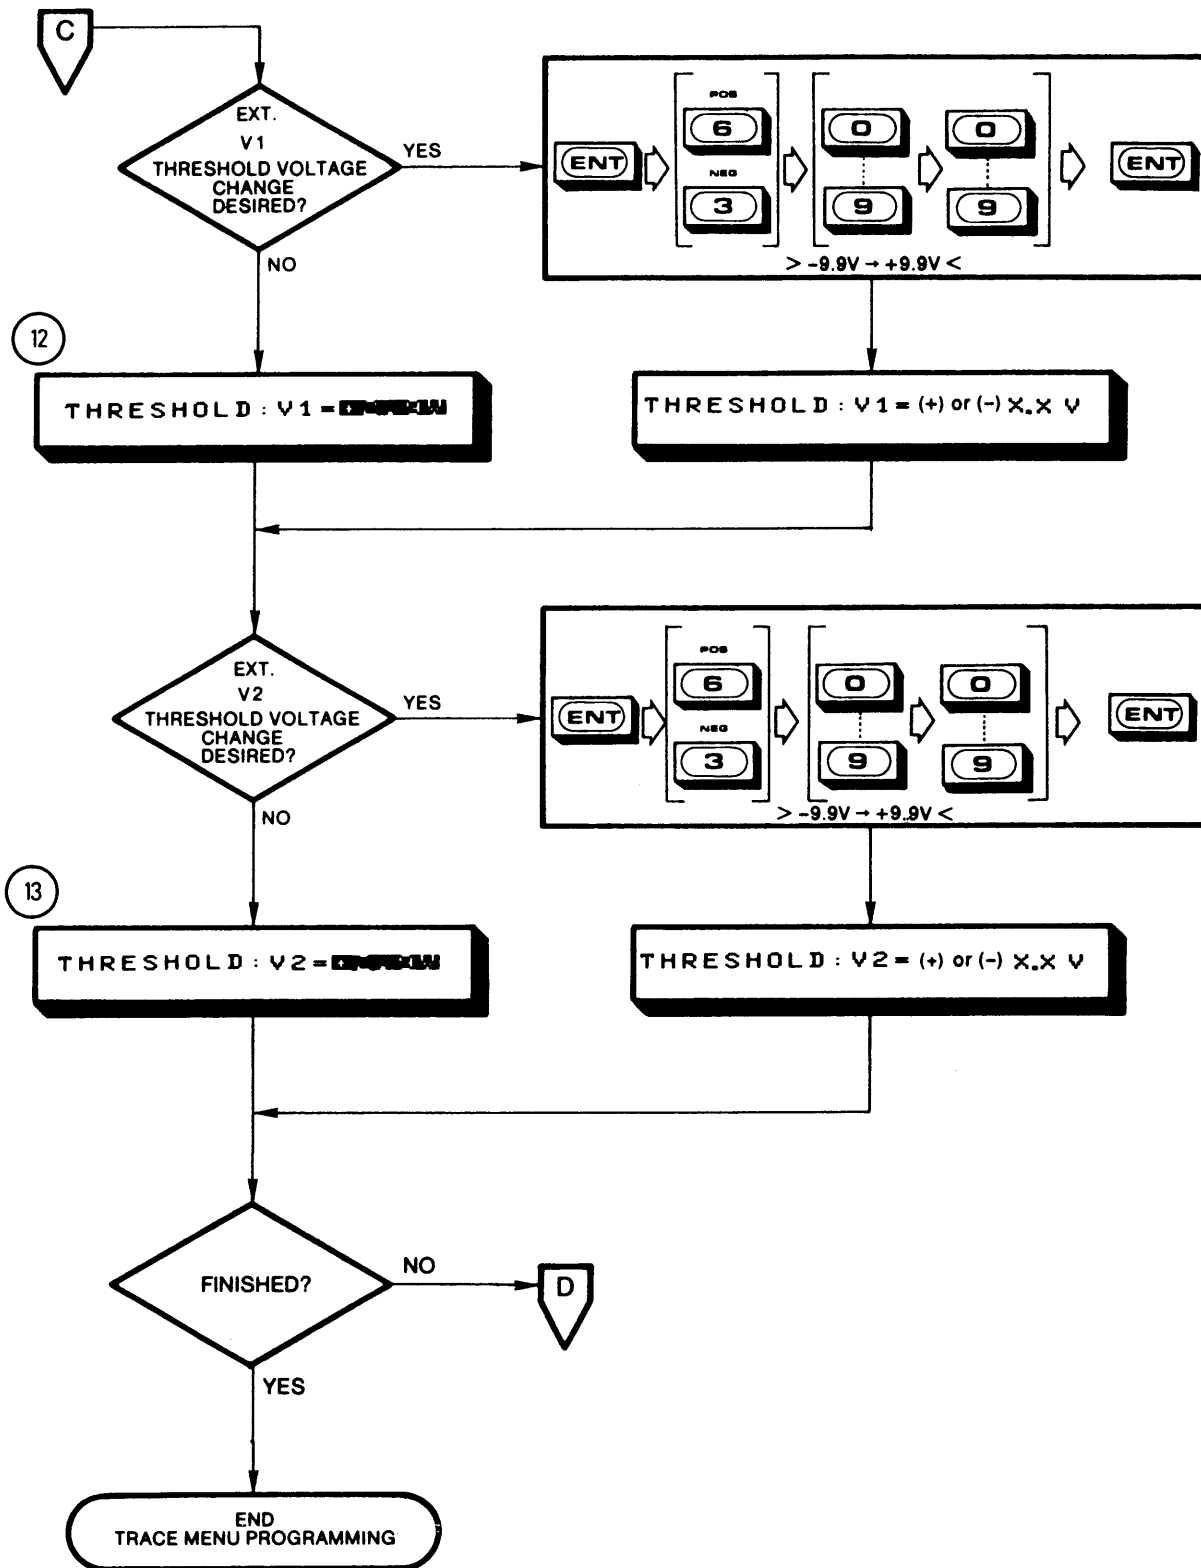 C
EXT.
V1
THRESHOLD VOLTAGE
CHANGE
DESIRED?
YES
NO
ENT
POS
6
NEG
3
0
9
0
9
ENT
> -9.9V → +9.9V <
12
THRESHOLD : V1 =
THRESHOLD : V1 = (+) or (-) X.X V
EXT.
V2
THRESHOLD VOLTAGE
CHANGE
DESIRED?
YES
NO
ENT
POS
6
NEG
3
0
9
0
9
ENT
> -9.9V → +9..9V <
13
THRESHOLD : V2 =
THRESHOLD : V2 = (+) or (-) X.X V
FINISHED?
NO
D
YES
END
TRACE MENU PROGRAMMING